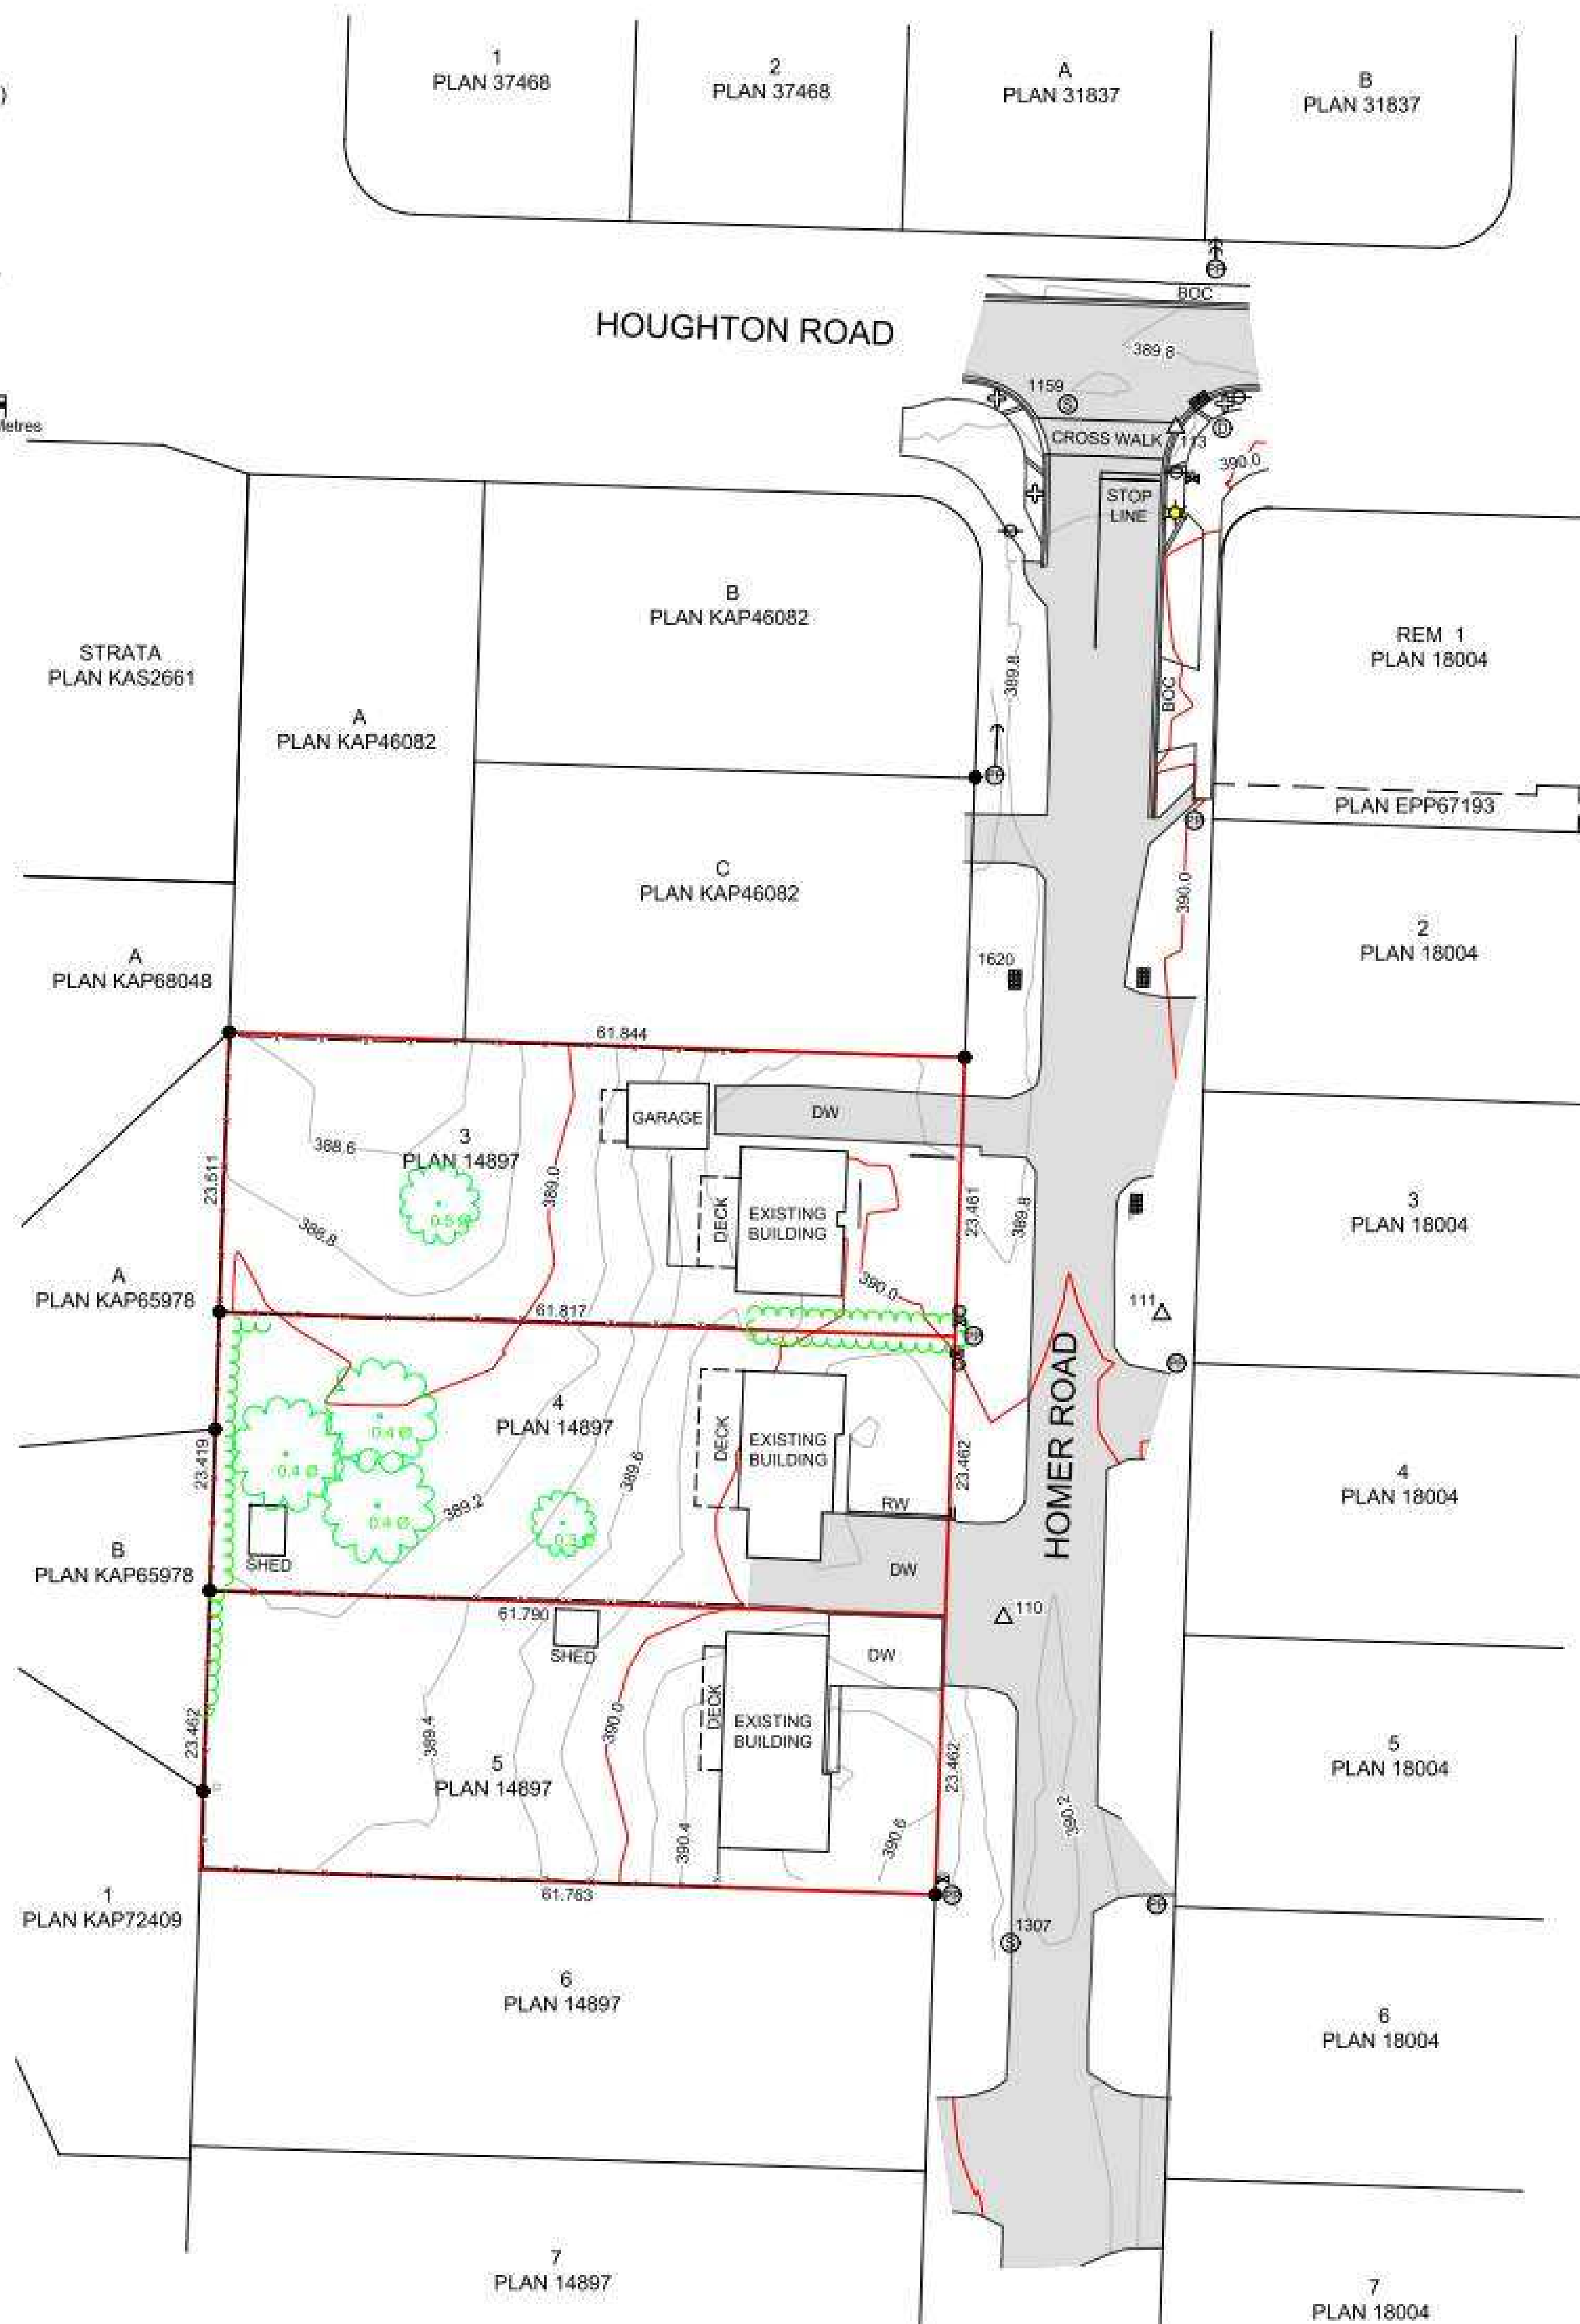 1
PLAN 37468
2
PLAN 37468
A
PLAN 31837
B
PLAN 31837
)
HOUGHTON ROAD
BOC
389.8
1159
S
D
CROSS WALK
113
390.0
Metres
STOP
LINE
B
PLAN KAP46082
STRATA
PLAN KAS2661
A
PLAN KAP46082
REM 1
PLAN 18004
389.8
BOC
PP
PLAN EPP67193
C
PLAN KAP46082
390.0
2
PLAN 18004
A
PLAN KAP68048
1620
61.844
GARAGE
DW
3
PLAN 14897
388.6
389.0
23.511
0.5 Ø
388.8
DECK
EXISTING
BUILDING
23.461
389.8
3
PLAN 18004
A
PLAN KAP65978
390.0
61.817
111
PP
PP
HOMER ROAD
4
PLAN 14897
0.4 Ø
0.4 Ø
0.4 Ø
0.3 Ø
23.419
389.2
389.6
DECK
EXISTING
BUILDING
23.462
RW
DW
4
PLAN 18004
B
PLAN KAP65978
SHED
61.790
110
SHED
DW
23.462
389.4
390.0
DECK
EXISTING
BUILDING
5
PLAN 14897
390.4
390.6
23.462
390.2
5
PLAN 18004
61.763
PP
PP
1
PLAN KAP72409
1307
S
6
PLAN 14897
6
PLAN 18004
7
PLAN 14897
7
PLAN 18004